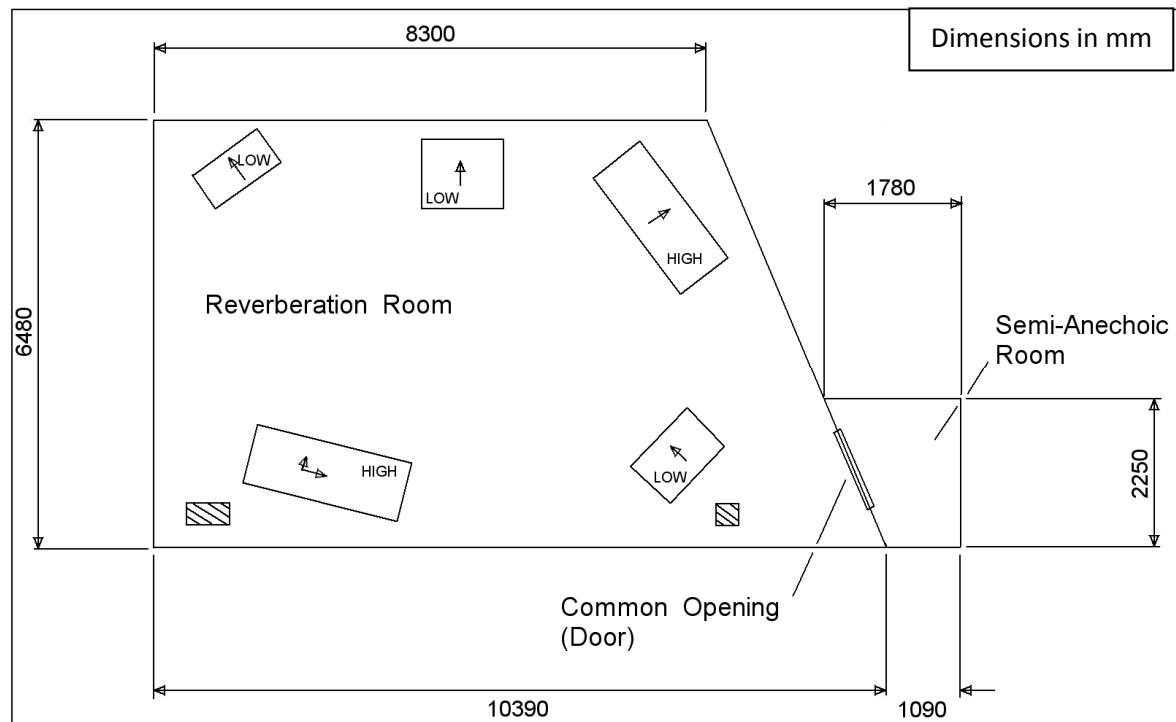 8300
Dimensions in mm
LOW
LOW
1780
HIGH
Reverberation Room
6480
Semi-Anechoic
Room
HIGH
LOW
2250
Common Opening
(Door)
10390
1090